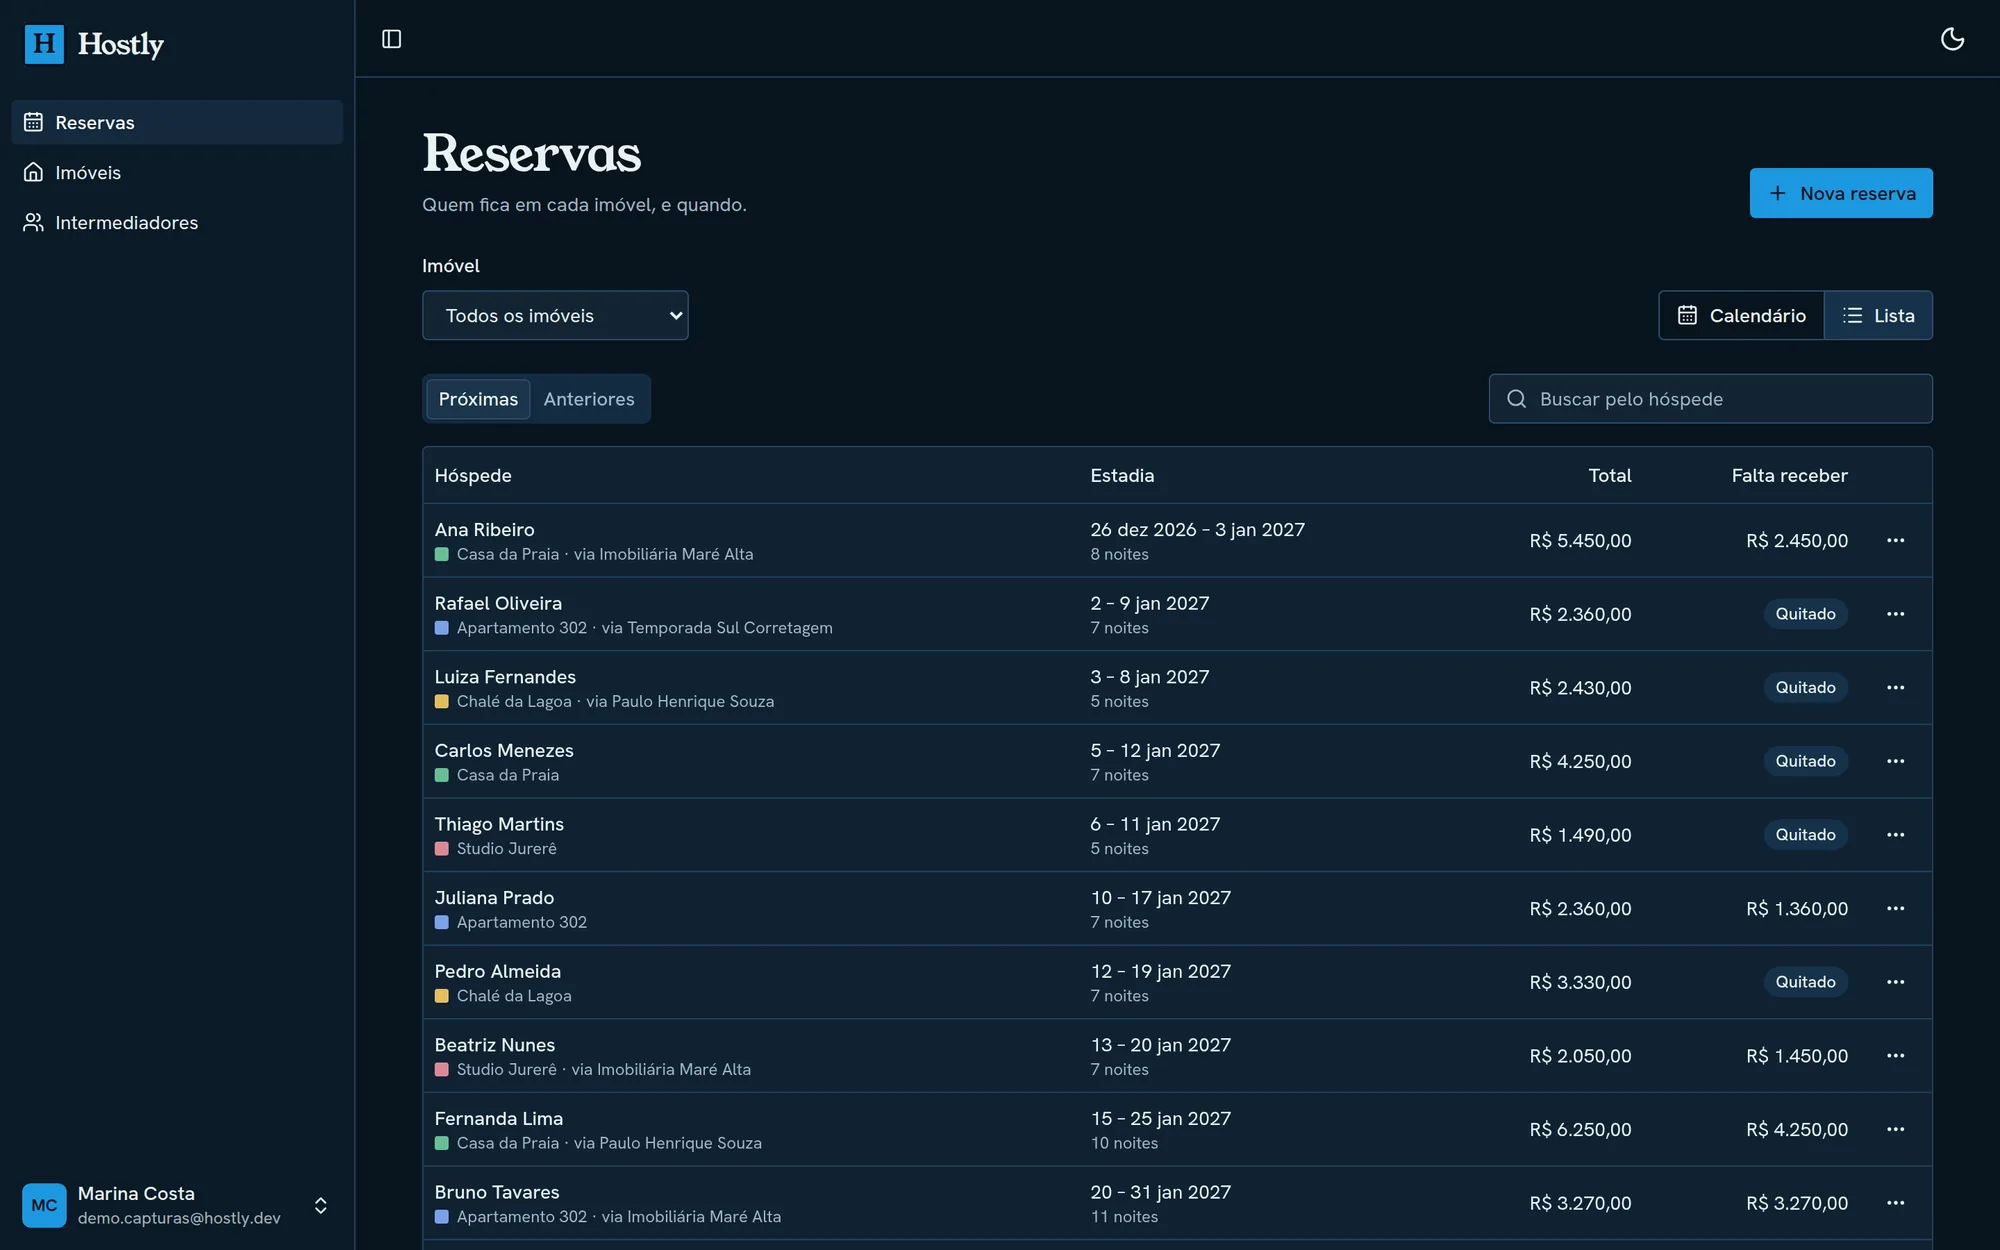 H Hostly
Reservas
Imóveis
Intermediadores
Reservas
Quem fica em cada imóvel, e quando.
Nova reserva
Imóvel
Todos os imóveis
Calendário
Lista
Próximas
Anteriores
Buscar pelo hóspede
Hóspede Estadia Total Falta receber
Ana Ribeiro 26 dez 2026 – 3 jan 2027 R$ 5.450,00 R$ 2.450,00
Casa da Praia · via Imobiliária Maré Alta 8 noites
Rafael Oliveira 2 – 9 jan 2027 R$ 2.360,00 Quitado
Apartamento 302 · via Temporada Sul Corretagem 7 noites
Luiza Fernandes 3 – 8 jan 2027 R$ 2.430,00 Quitado
Chalé da Lagoa · via Paulo Henrique Souza 5 noites
Carlos Menezes 5 – 12 jan 2027 R$ 4.250,00 Quitado
Casa da Praia 7 noites
Thiago Martins 6 – 11 jan 2027 R$ 1.490,00 Quitado
Studio Jurerê 5 noites
Juliana Prado 10 – 17 jan 2027 R$ 2.360,00 R$ 1.360,00
Apartamento 302 7 noites
Pedro Almeida 12 – 19 jan 2027 R$ 3.330,00 Quitado
Chalé da Lagoa 7 noites
Beatriz Nunes 13 – 20 jan 2027 R$ 2.050,00 R$ 1.450,00
Studio Jurerê · via Imobiliária Maré Alta 7 noites
Fernanda Lima 15 – 25 jan 2027 R$ 6.250,00 R$ 4.250,00
Casa da Praia · via Paulo Henrique Souza 10 noites
Bruno Tavares 20 – 31 jan 2027 R$ 3.270,00 R$ 3.270,00
Apartamento 302 · via Imobiliária Maré Alta 11 noites
MC Marina Costa
demo.capturas@hostly.dev